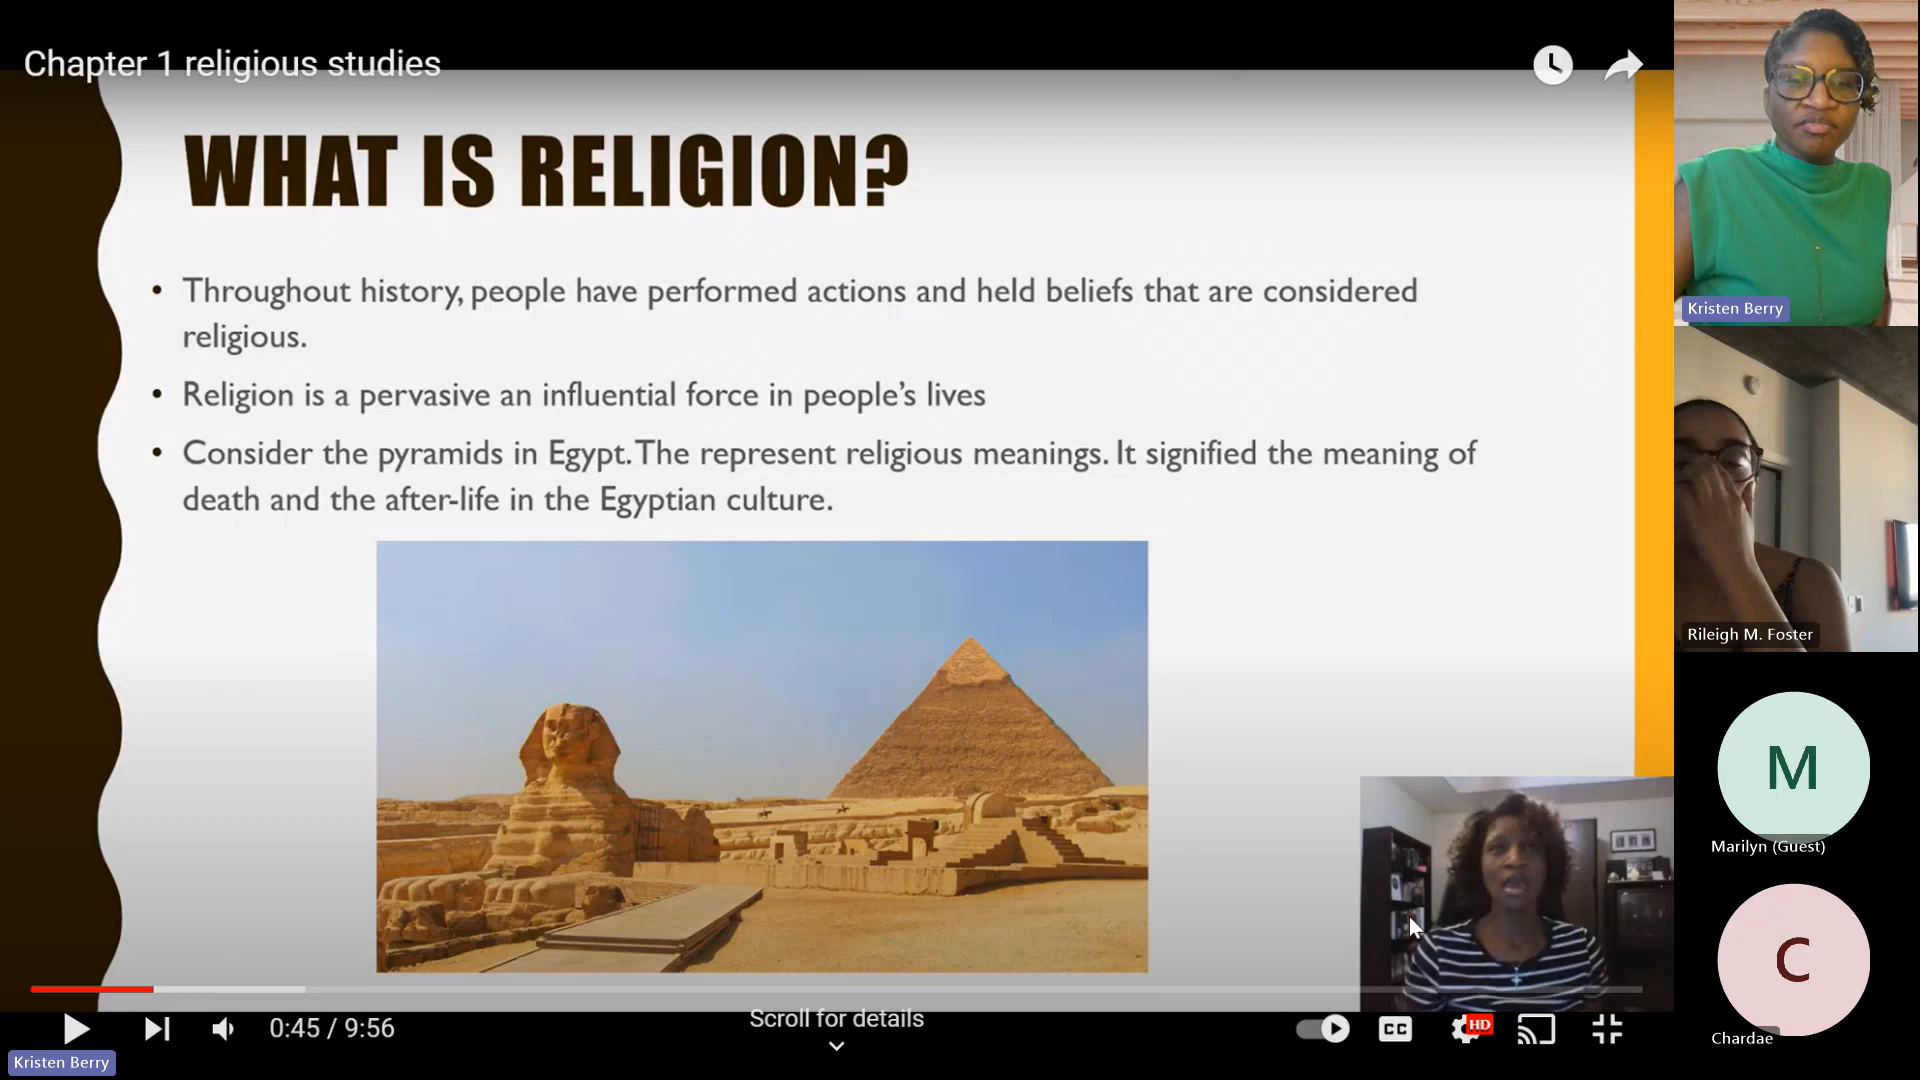 Chapter 1 religious studies
WHAT IS RELIGION?
• Throughout history, people have performed actions and held beliefs that are considered
religious.
• Religion is a pervasive an influential force in people's lives
• Consider the pyramids in Egypt. The represent religious meanings. It signified the meaning of
death and the after-life in the Egyptian culture.
0:45 / 9:56
Scroll for details
CC
HD
Kristen Berry
Kristen Berry
Rileigh M. Foster
M
Marilyn (Guest)
C
Chardae